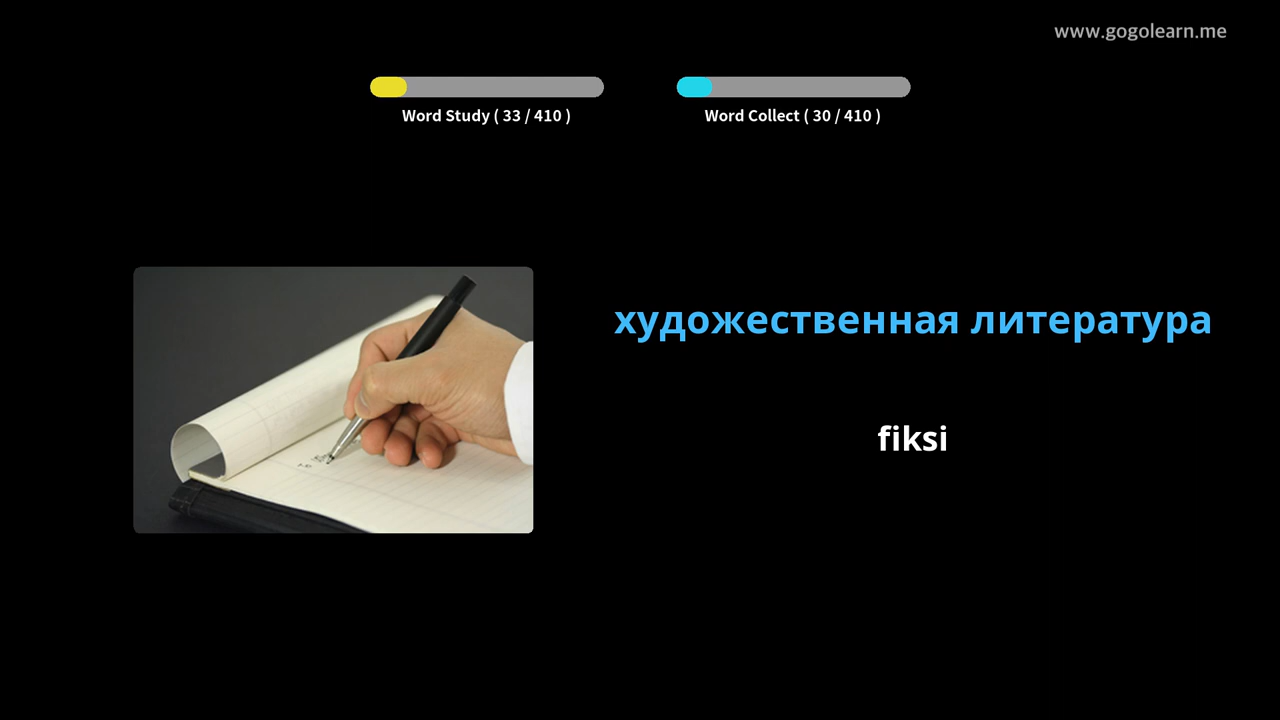 www.gogolearn.me
Word Study ( 33 / 410 )
Word Collect ( 30 / 410 )
художественная литература
fiksi